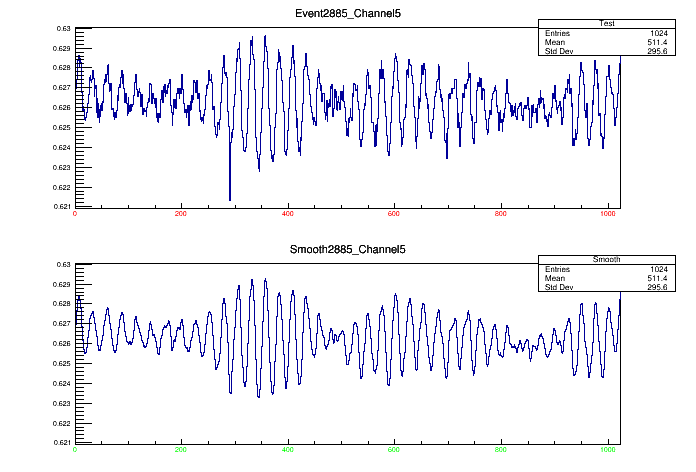 Event2885_Channel5
Test
Entries 1024
Mean 511.4
Std Dev 295.6
0.63
0.629
0.628
0.627
0.626
0.625
0.624
0.623
0.622
0.621
0 200 400 600 800 1000
Smooth2885_Channel5
Smooth
Entries 1024
Mean 511.4
Std Dev 295.6
0.63
0.629
0.628
0.627
0.626
0.625
0.624
0.623
0.622
0.621
0 200 400 600 800 1000